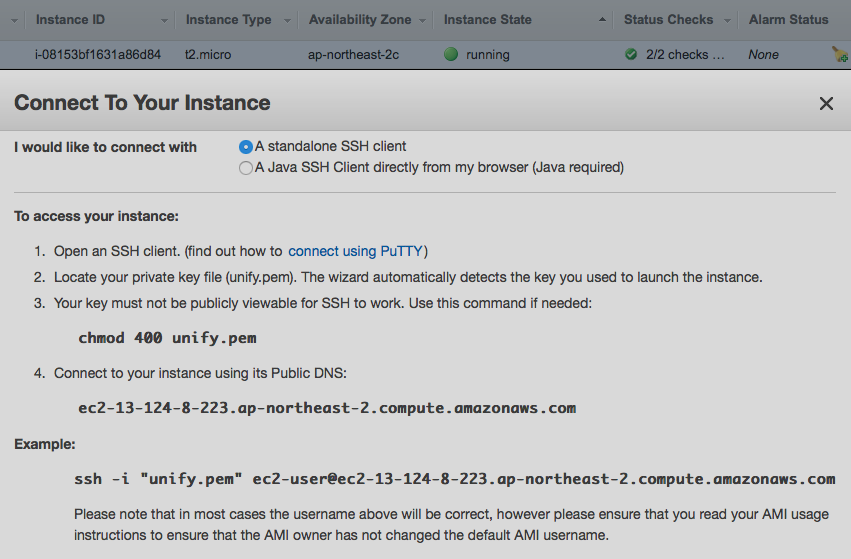 Instance ID Instance Type Availability Zone Instance State Status Checks Alarm Status
i-08153bf1631a86d84 t2.micro ap-northeast-2c running 2/2 checks ... None
Connect To Your Instance
I would like to connect with A standalone SSH client
A Java SSH Client directly from my browser (Java required)
To access your instance:
1. Open an SSH client. (find out how to connect using PuTTY)
2. Locate your private key file (unify.pem). The wizard automatically detects the key you used to launch the instance.
3. Your key must not be publicly viewable for SSH to work. Use this command if needed:
chmod 400 unify.pem
4. Connect to your instance using its Public DNS:
ec2-13-124-8-223.ap-northeast-2.compute.amazonaws.com
Example:
ssh -i "unify.pem" ec2-user@ec2-13-124-8-223.ap-northeast-2.compute.amazonaws.com
Please note that in most cases the username above will be correct, however please ensure that you read your AMI usage
instructions to ensure that the AMI owner has not changed the default AMI username.